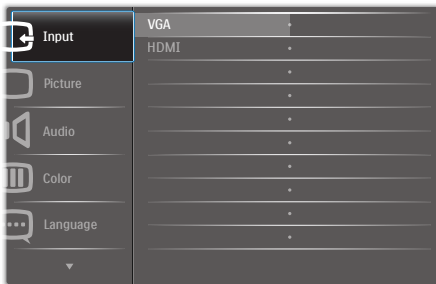 Input
Picture
Audio
Color
Language
VGA
HDMI